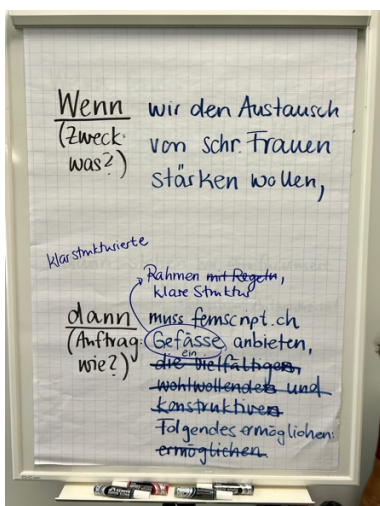 Wenn wir den Austausch
(Zweck: von schr. Frauen
was?) stärken wollen,
klar strukturierte
Rahmen mit Regeln,
klare Struktur
dann muss femscript.ch
(Auftrag: Gefässe anbieten,
wie?) ein
die vielfältigen,
wohlwollenden und
konstruktiven
Folgendes ermöglichen:
ermöglichen